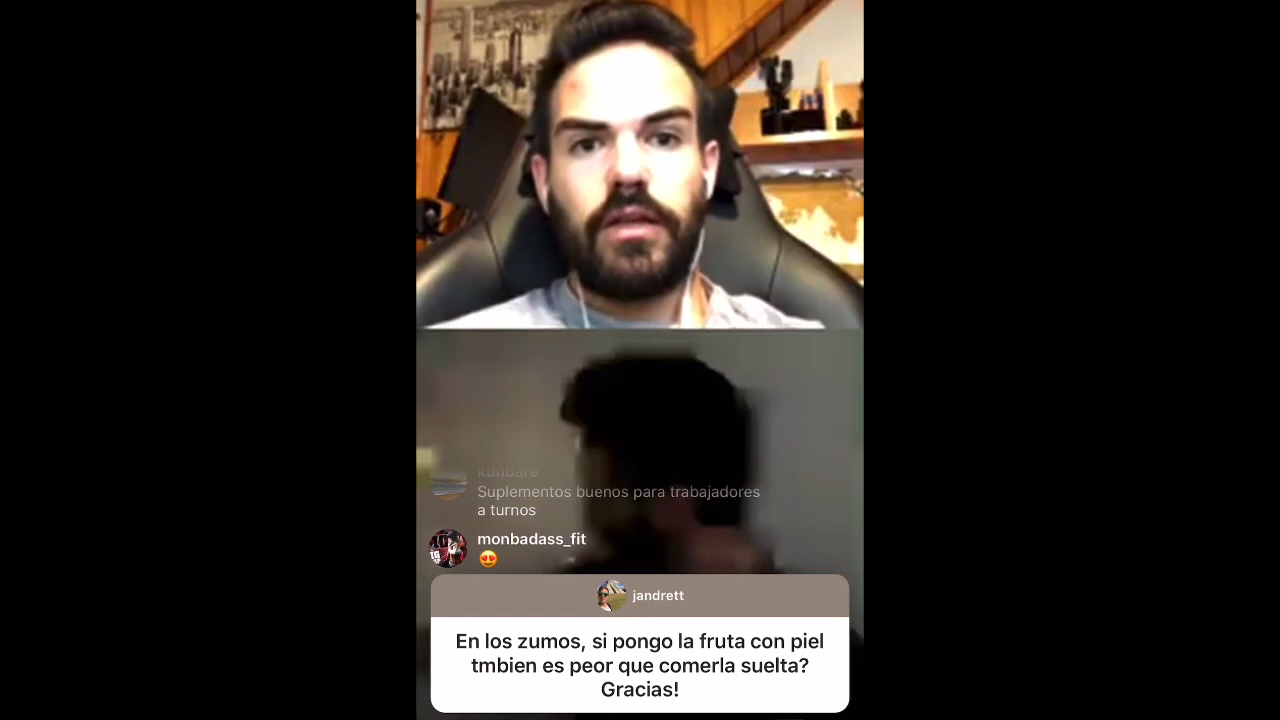 kunbare
Suplementos buenos para trabajadores
a turnos
monbadass_fit
😍
jandrett
En los zumos, si pongo la fruta con piel
tmbien es peor que comerla suelta?
Gracias!